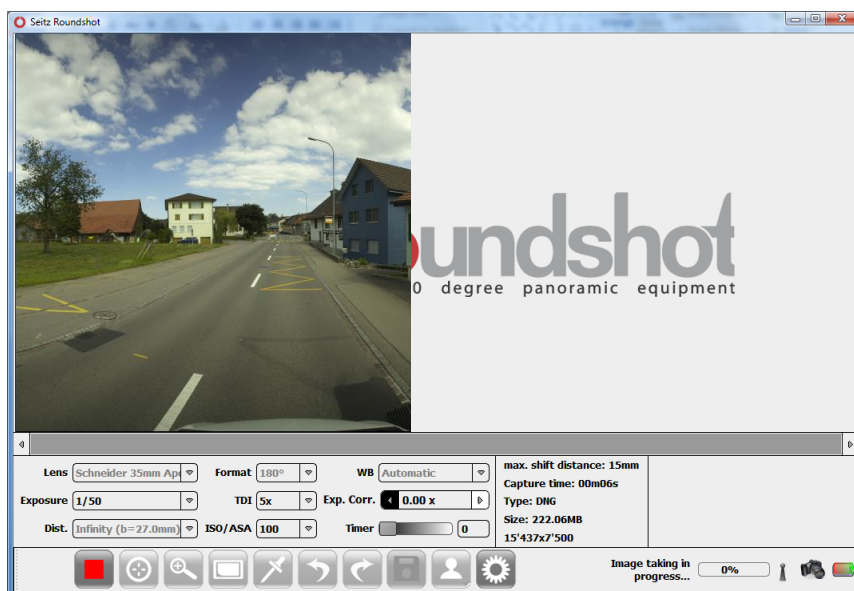 Seitz Roundshot
oundshot
0 degree panoramic equipment
Lens Schneider 35mm Ap
Format 180°
WB Automatic
Exposure 1/50
TDI 5x
Exp. Corr. 0.00 x
Dist. Infinity (b=27.0mm)
ISO/ASA 100
Timer 0
max. shift distance: 15mm
Capture time: 00m06s
Type: DNG
Size: 222.06MB
15'437x7'500
Image taking in
progress...
0%